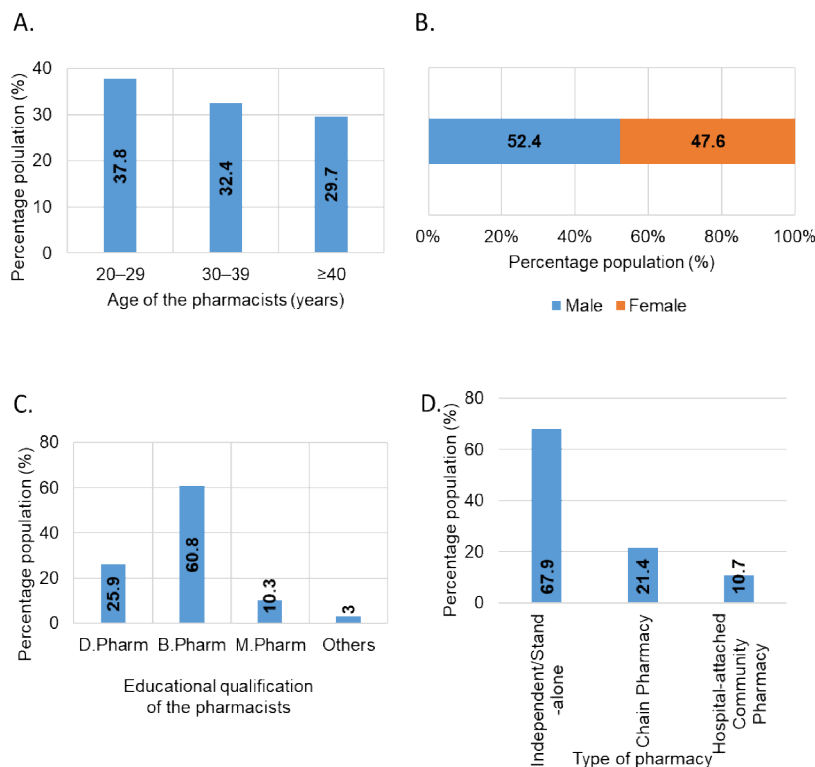 A.
Percentage polulation (%)
40
30
20
10
0
37.8
32.4
29.7
20–29
30–39
≥40
Age of the pharmacists (years)
B.
52.4
47.6
0%
20%
40%
60%
80%
100%
Percentage population (%)
Male
Female
C.
Percentage population (%)
80
60
40
20
0
25.9
60.8
10.3
3
D.Pharm
B.Pharm
M.Pharm
Others
Educational qualification
of the pharmacists
D.
Percentage population (%)
80
60
40
20
0
67.9
21.4
10.7
Independent/Stand
-alone
Chain Pharmacy
Hospital-attached
Community
Pharmacy
Type of pharmacy